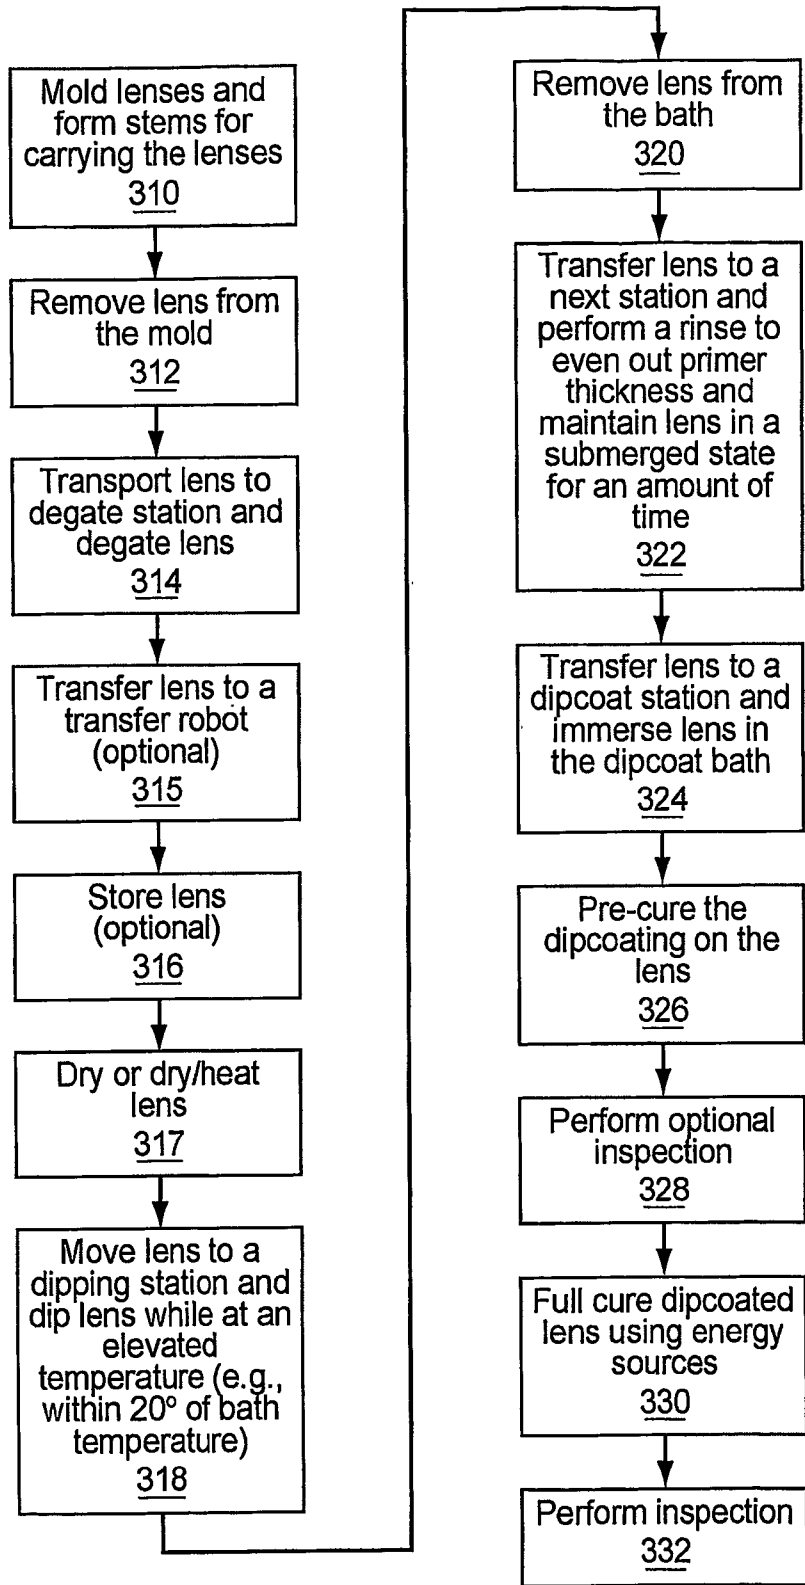 Mold lenses and
form stems for
carrying the lenses
310
Remove lens from
the mold
312
Transport lens to
degate station and
degate lens
314
Transfer lens to a
transfer robot
(optional)
315
Store lens
(optional)
316
Dry or dry/heat
lens
317
Move lens to a
dipping station and
dip lens while at an
elevated
temperature (e.g.,
within 20° of bath
temperature)
318
Remove lens from
the bath
320
Transfer lens to a
next station and
perform a rinse to
even out primer
thickness and
maintain lens in a
submerged state
for an amount of
time
322
Transfer lens to a
dipcoat station and
immerse lens in
the dipcoat bath
324
Pre-cure the
dipcoating on the
lens
326
Perform optional
inspection
328
Full cure dipcoated
lens using energy
sources
330
Perform inspection
332